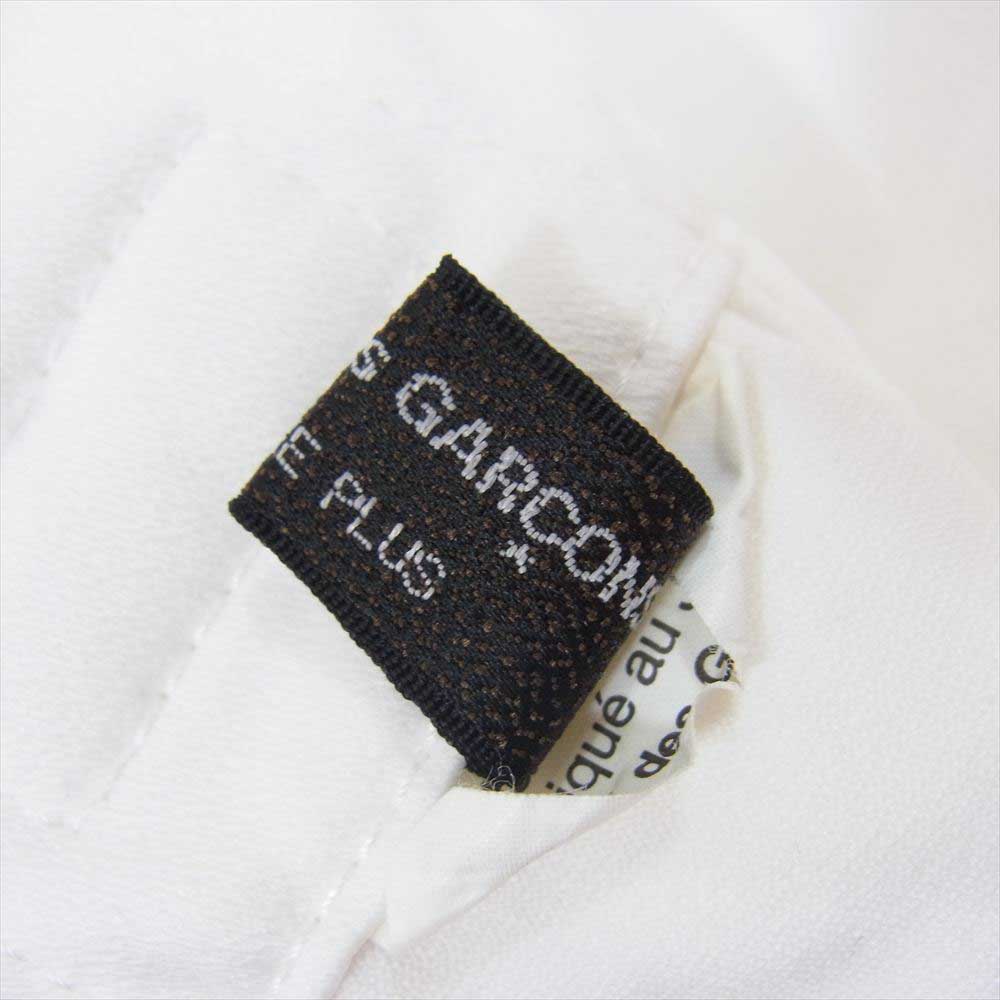 S GARCONS
E PLUS
iqué au
des G